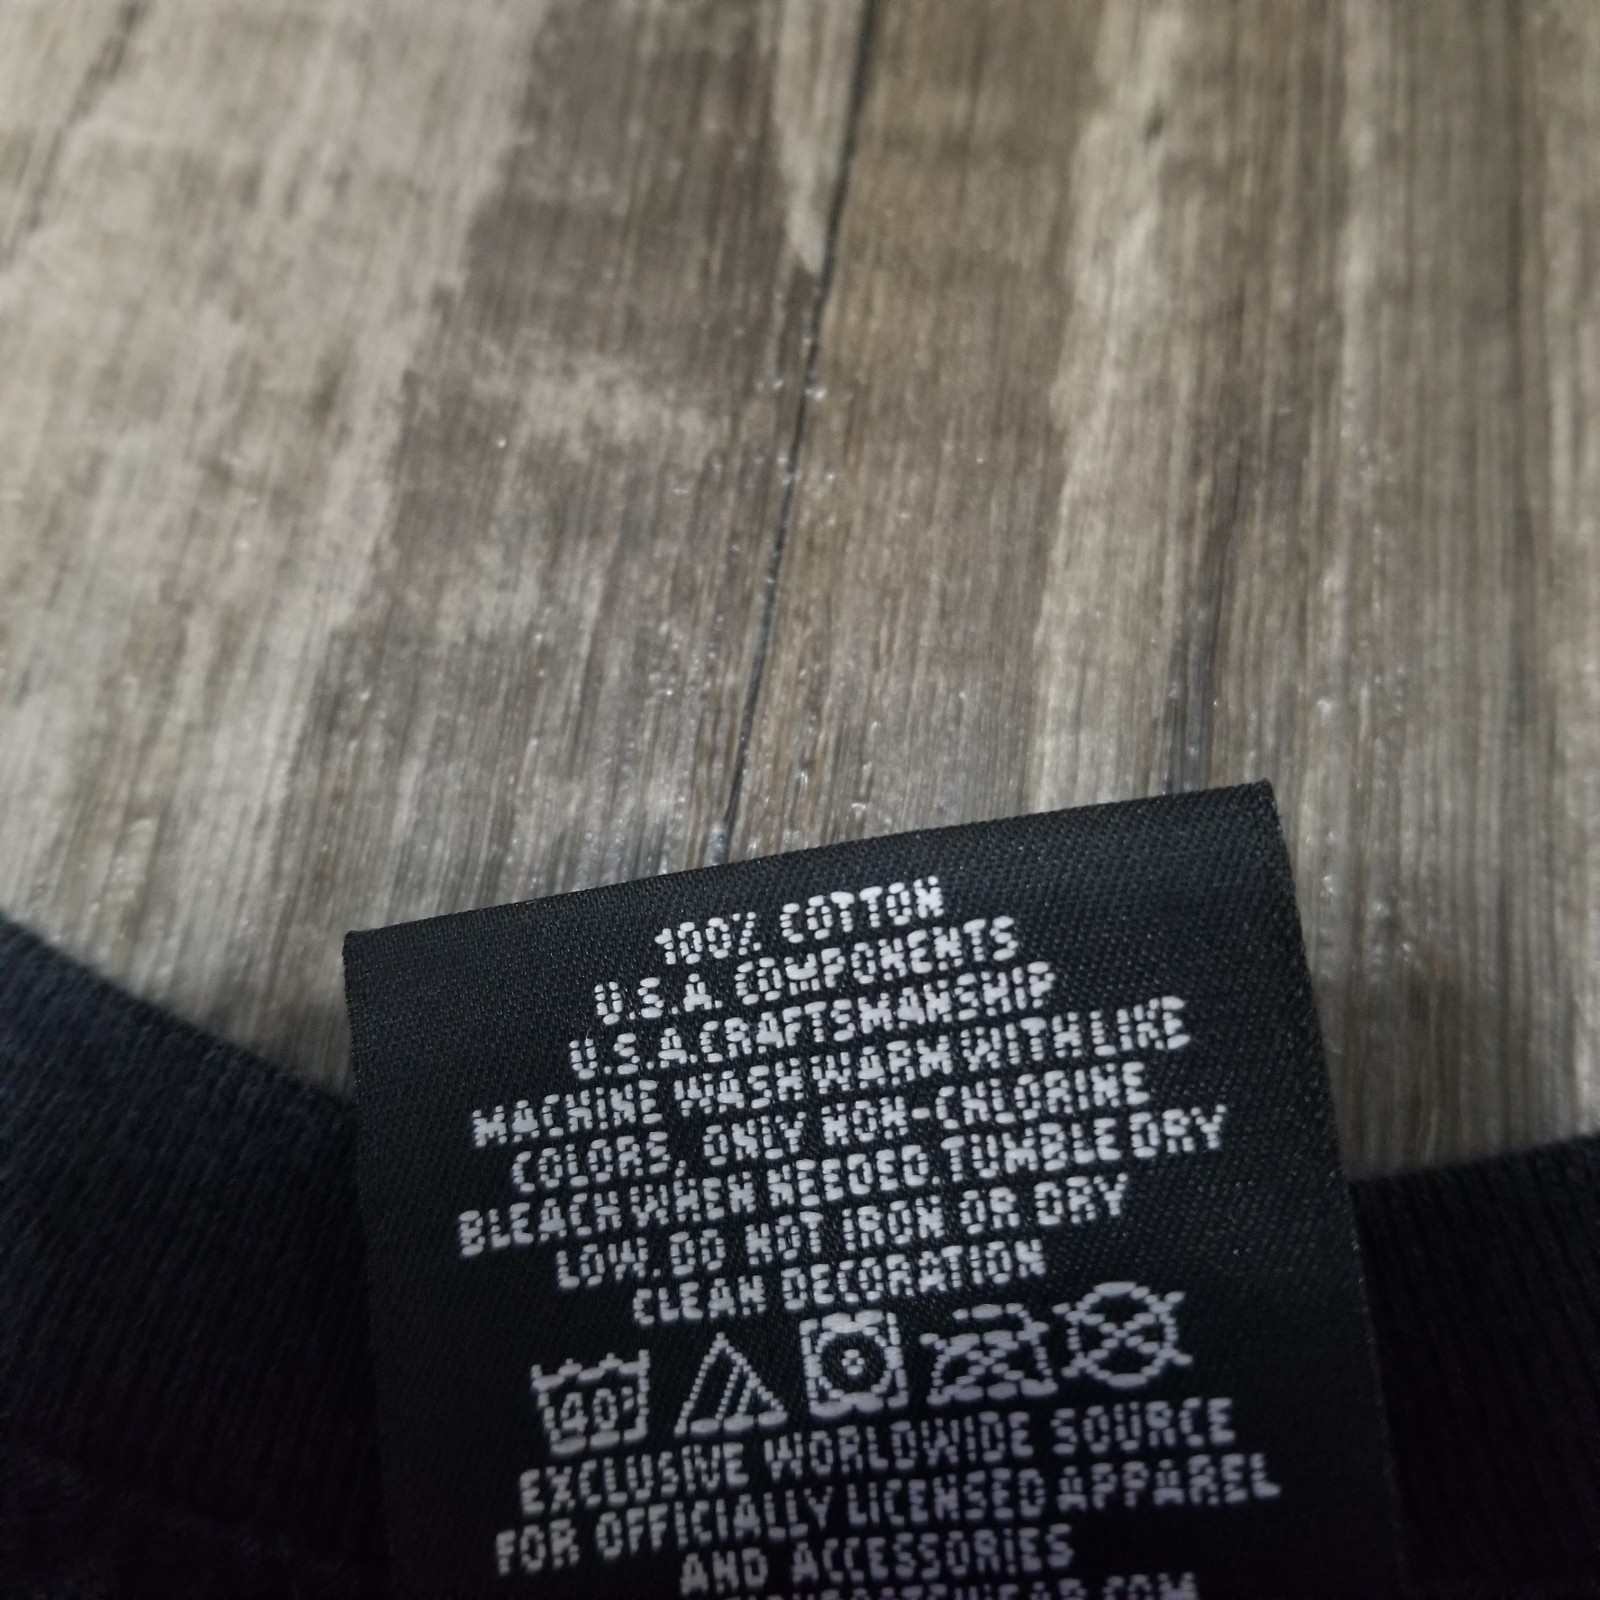 100% COTTON
U.S.A. COMPONENTS
U.S.A.CRAFTSMANSHIP
MACHINE WASH WARM WITH LIKE
COLORS, ONLY NON-CHLORINE
BLEACH WHEN NEEDED.TUMBLE DRY
LOW.DO NOT IRON OR DRY
CLEAN DECORATION
40°
EXCLUSIVE WORLDWIDE SOURCE
FOR OFFICIALLY LICENSED APPAREL
AND ACCESSORIES